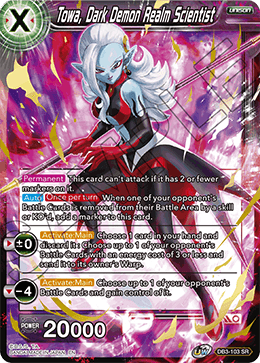 X
UNISON
Towa, Dark Demon Realm Scientist
Permanent This card can't attack if it has 2 or fewer
markers on it.
Auto Once per turn When one of your opponent's
Battle Cards is removed from their Battle Area by a skill
or KO'd, add a marker to this card.
±0 Activate:Main Choose 1 card in your hand and
discard it: Choose up to 1 of your opponent's
Battle Cards with an energy cost of 3 or less and
send it to its owner's Warp.
-4 Activate:Main Choose up to 1 of your opponent's
Battle Cards and gain control of it.
POWER 20000
DB3-103 SR